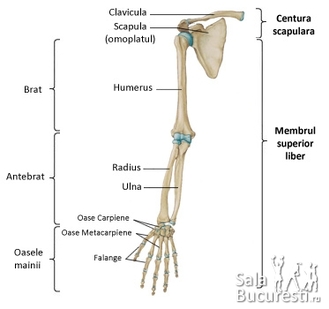 Clavicula
Scapula
(omoplatul)
Centura
scapulara
Brat
Humerus
Membrul
superior
liber
Antebrat
Radius
Ulna
Oase Carpiene
Oase Metacarpiene
Oasele
mainii
Falange
Sala
Bucuresti.ro